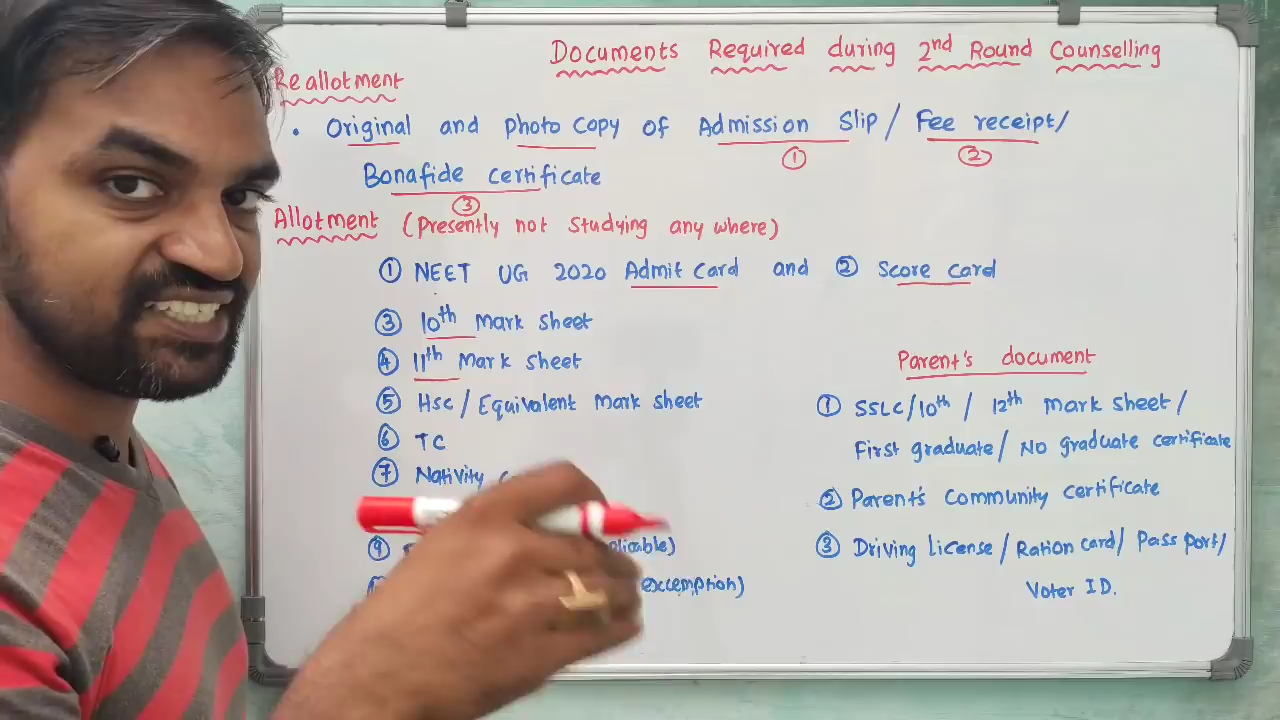 Documents Required during 2nd Round Counselling
Reallotment
• Original and photo copy of Admission Slip / Fee receipt /
① ②
Bonafide certificate
③
Allotment (Presently not studying any where)
① NEET UG 2020 Admit Card and ② Score card
③ 10th Mark sheet
④ 11th Mark sheet
⑤ HSC / Equivalent Mark sheet
⑥ TC
⑦ Nativity
⑨
excemption)
Parent's document
① SSLC/10th / 12th mark sheet /
First graduate / No graduate certificate
② Parent's Community certificate
③ Driving license / Ration card / Passport /
Voter ID.